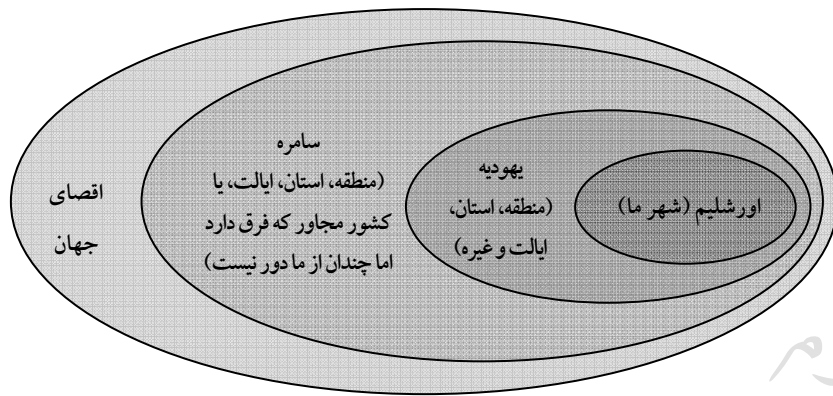 اورشلیم (شهر ما)
یهودیه
(منطقه، استان،
ایالت و غیره)
سامره
(منطقه، استان، ایالت، یا
کشور مجاور که فرق دارد
اما چندان از ما دور نیست)
اقصای
جهان